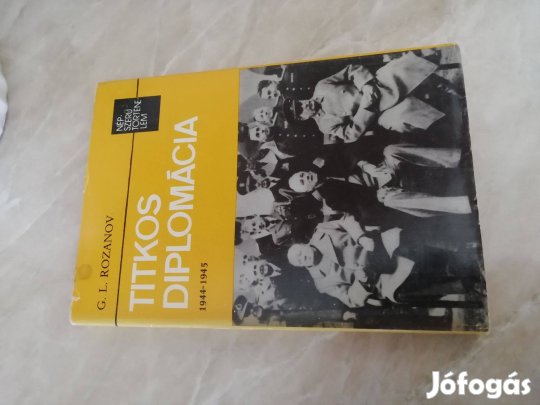 NÉP-
SZERŰ
TÖRTÉNE
LEM
G. L. ROZANOV
TITKOS
DIPLOMÁCIA
1944-1945
Jófogás